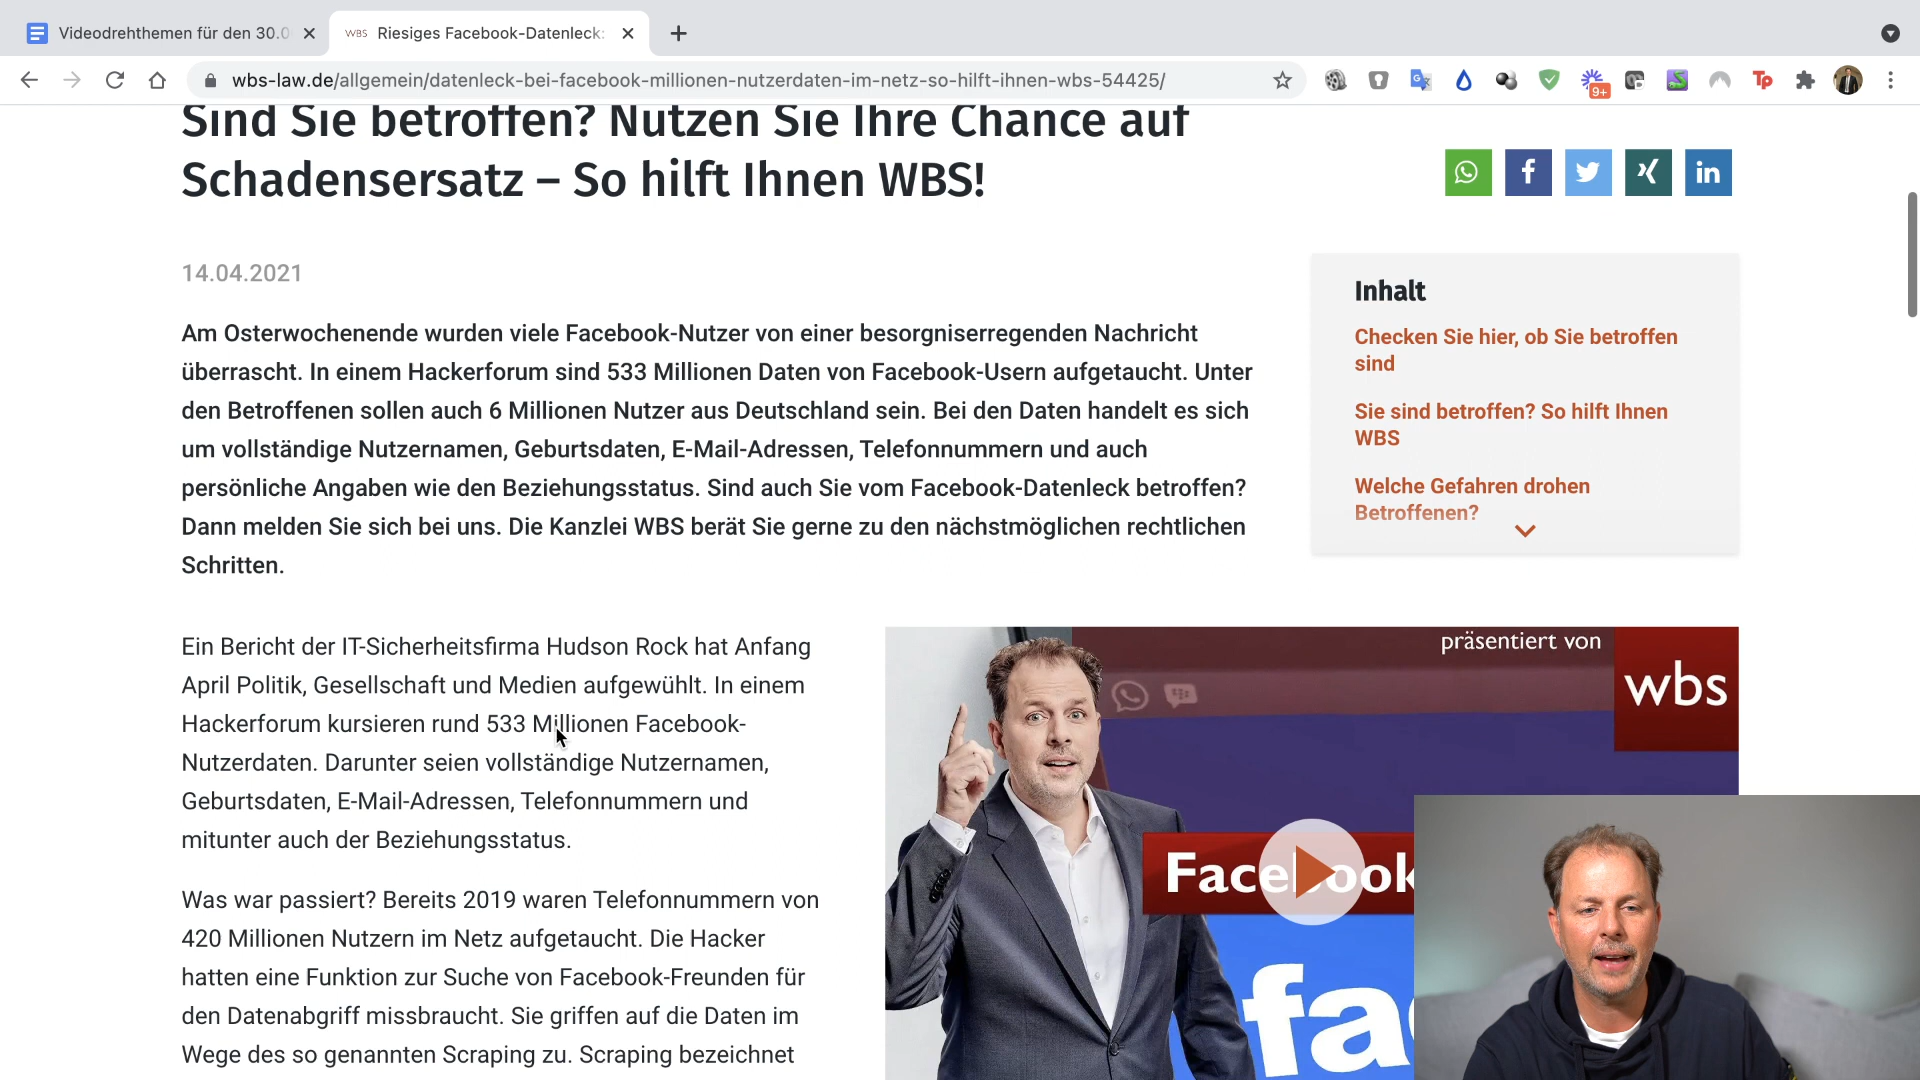 Videodrehthemen für den 30.0
WBS Riesiges Facebook-Datenleck:
wbs-law.de/allgemein/datenleck-bei-facebook-millionen-nutzerdaten-im-netz-so-hilft-ihnen-wbs-54425/
9+
Tp
Sind Sie betroffen? Nutzen Sie Ihre Chance auf
Schadensersatz – So hilft Ihnen WBS!
14.04.2021
Am Osterwochenende wurden viele Facebook-Nutzer von einer besorgniserregenden Nachricht
überrascht. In einem Hackerforum sind 533 Millionen Daten von Facebook-Usern aufgetaucht. Unter
den Betroffenen sollen auch 6 Millionen Nutzer aus Deutschland sein. Bei den Daten handelt es sich
um vollständige Nutzernamen, Geburtsdaten, E-Mail-Adressen, Telefonnummern und auch
persönliche Angaben wie den Beziehungsstatus. Sind auch Sie vom Facebook-Datenleck betroffen?
Dann melden Sie sich bei uns. Die Kanzlei WBS berät Sie gerne zu den nächstmöglichen rechtlichen
Schritten.
Inhalt
Checken Sie hier, ob Sie betroffen
sind
Sie sind betroffen? So hilft Ihnen
WBS
Welche Gefahren drohen
Betroffenen?
Ein Bericht der IT-Sicherheitsfirma Hudson Rock hat Anfang
April Politik, Gesellschaft und Medien aufgewühlt. In einem
Hackerforum kursieren rund 533 Millionen Facebook-
Nutzerdaten. Darunter seien vollständige Nutzernamen,
Geburtsdaten, E-Mail-Adressen, Telefonnummern und
mitunter auch der Beziehungsstatus.
Was war passiert? Bereits 2019 waren Telefonnummern von
420 Millionen Nutzern im Netz aufgetaucht. Die Hacker
hatten eine Funktion zur Suche von Facebook-Freunden für
den Datenabgriff missbraucht. Sie griffen auf die Daten im
Wege des so genannten Scraping zu. Scraping bezeichnet
präsentiert von
wbs
Facebook
fa